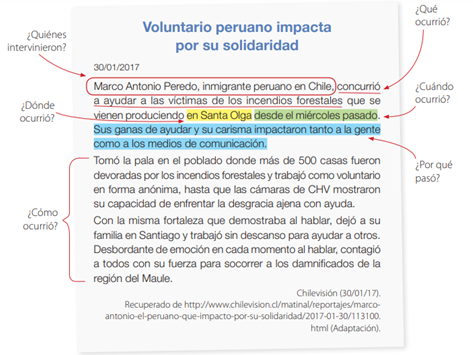 Voluntario peruano impacta
por su solidaridad
30/01/2017
Marco Antonio Peredo, inmigrante peruano en Chile, concurrió
a ayudar a las víctimas de los incendios forestales que se
vienen produciendo en Santa Olga desde el miércoles pasado.
Sus ganas de ayudar y su carisma impactaron tanto a la gente
como a los medios de comunicación.
Tomó la pala en el poblado donde más de 500 casas fueron
devoradas por los incendios forestales y trabajó como voluntario
en forma anónima, hasta que las cámaras de CHV mostraron
su capacidad de enfrentar la desgracia ajena con ayuda.
Con la misma fortaleza que demostraba al hablar, dejó a su
familia en Santiago y trabajó sin descanso para ayudar a otros.
Desbordante de emoción en cada momento al hablar, contagió
a todos con su fuerza para socorrer a los damnificados de la
región del Maule.
Chilevisión (30/01/17).
Recuperado de http://www.chilevision.cl/matinal/reportajes/marco-
antonio-el-peruano-que-impacto-por-su-solidaridad/2017-01-30/113100.
html (Adaptación).
¿Quiénes
intervinieron?
¿Dónde
ocurrió?
¿Cómo
ocurrió?
¿Qué
ocurrió?
¿Cuándo
ocurrió?
¿Por qué
pasó?